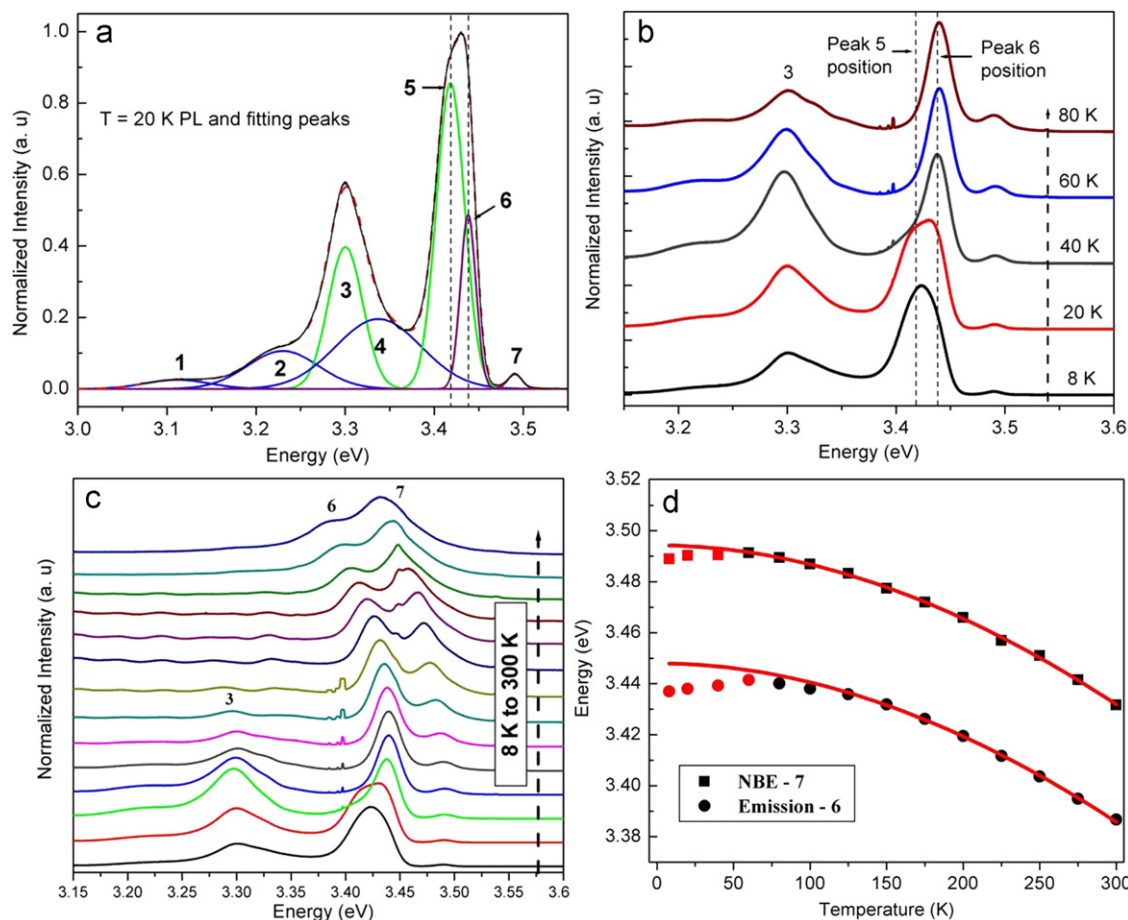 a
Normalized Intensity (a. u)
1.0
0.8
0.6
0.4
0.2
0.0
T = 20 K PL and fitting peaks
1
2
3
4
5
6
7
3.0
3.1
3.2
3.3
3.4
3.5
Energy (eV)
b
Normalized Intensity (a. u)
3
Peak 5
position
Peak 6
position
80 K
60 K
40 K
20 K
8 K
3.2
3.3
3.4
3.5
3.6
Energy (eV)
c
Normalized Intensity (a. u)
6
7
3
8 K to 300 K
3.15
3.20
3.25
3.30
3.35
3.40
3.45
3.50
3.55
3.60
Energy (eV)
d
Energy (eV)
3.52
3.50
3.48
3.46
3.44
3.42
3.40
3.38
NBE - 7
Emission - 6
0
50
100
150
200
250
300
Temperature (K)